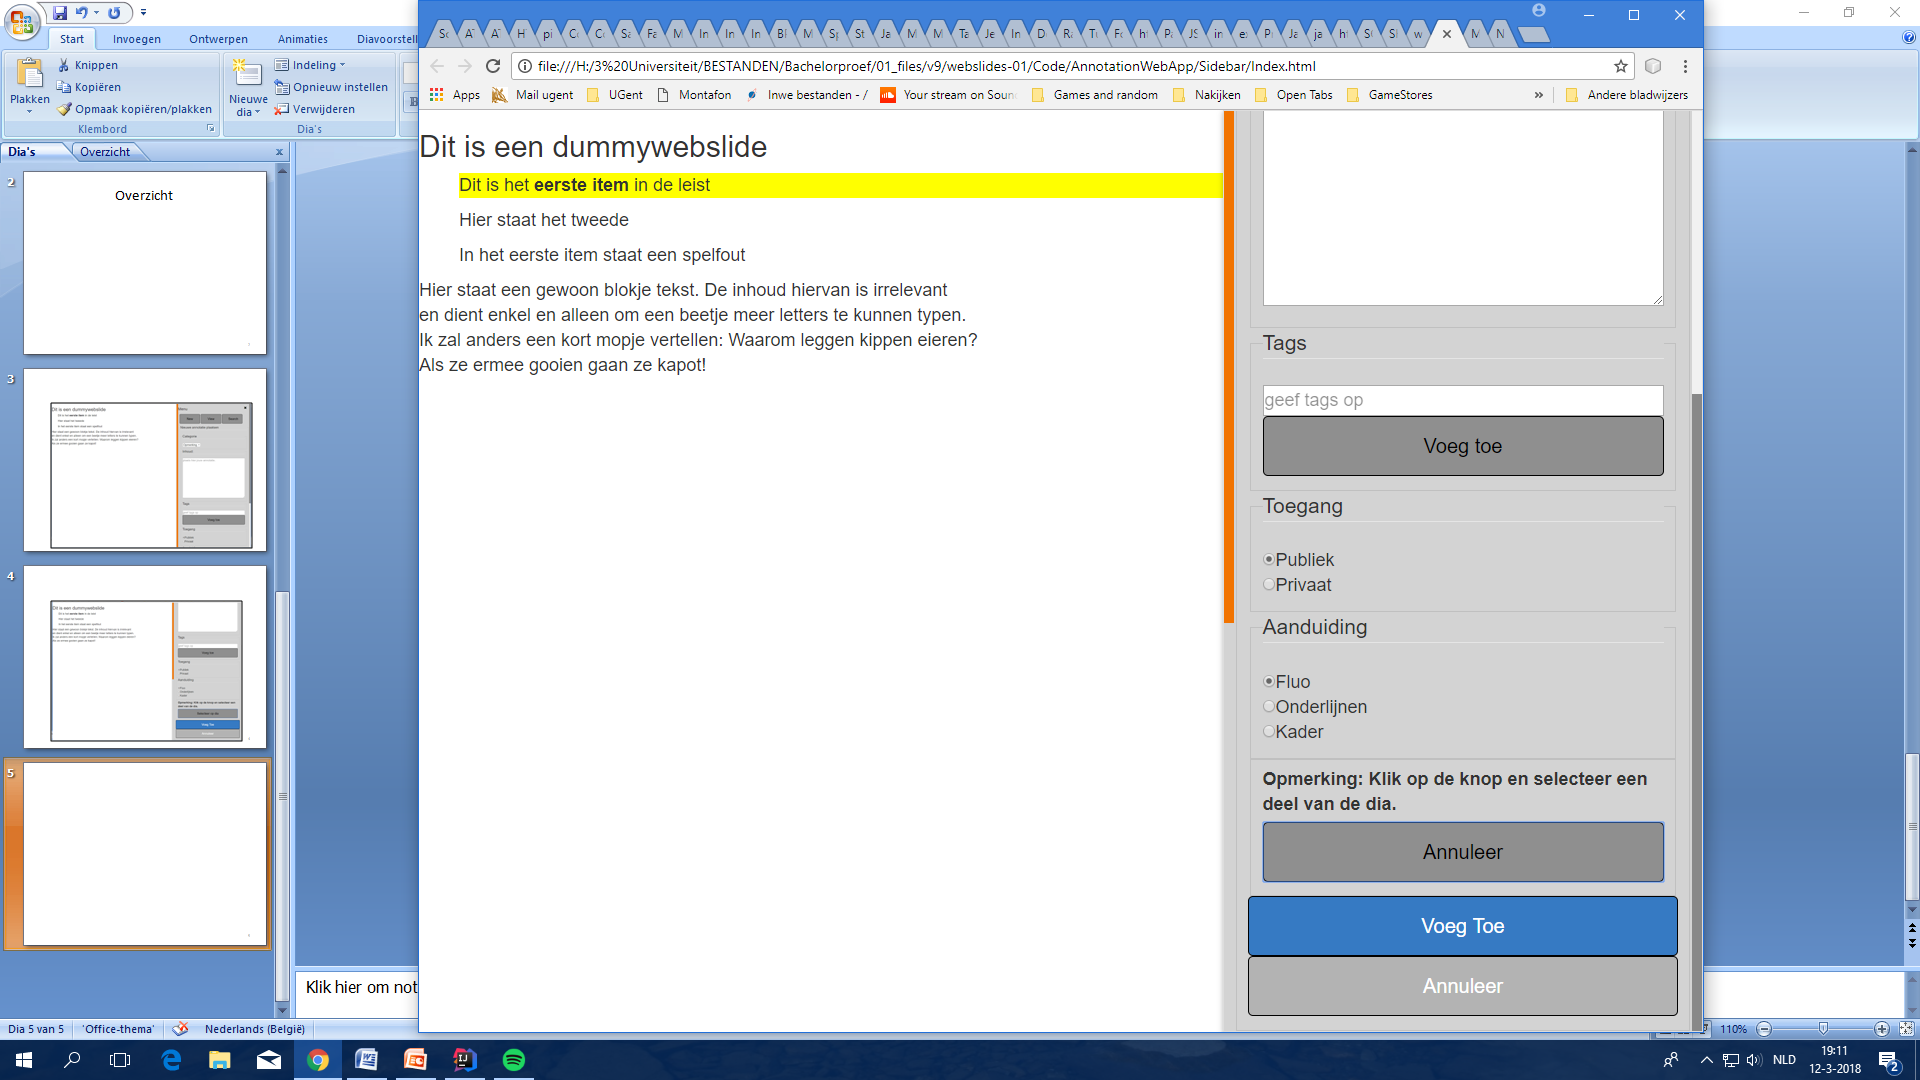 Start
Invoegen
Ontwerpen
Animaties
Diavoorstell
Plakken
Knippen
Kopiëren
Opmaak kopiëren/plakken
Klembord
Nieuwe
dia
Indeling
Opnieuw instellen
Verwijderen
Dia's
Dia's
Overzicht
2
Overzicht
3
4
5
Klik hier om not
Dia 5 van 5
'Office-thema'
Nederlands (België)
110%
file:///H:/3%20Universiteit/BESTANDEN/Bachelorproef/01_files/v9/webslides-01/Code/AnnotationWebApp/Sidebar/Index.html
Apps
Mail ugent
UGent
Montafon
Inwe bestanden - /
Your stream on Soun
Games and random
Nakijken
Open Tabs
GameStores
»
Andere bladwijzers
Dit is een dummywebslide
Dit is het eerste item in de leist
Hier staat het tweede
In het eerste item staat een spelfout
Hier staat een gewoon blokje tekst. De inhoud hiervan is irrelevant
en dient enkel en alleen om een beetje meer letters te kunnen typen.
Ik zal anders een kort mopje vertellen: Waarom leggen kippen eieren?
Als ze ermee gooien gaan ze kapot!
Tags
geef tags op
Voeg toe
Toegang
Publiek
Privaat
Aanduiding
Fluo
Onderlijnen
Kader
Opmerking: Klik op de knop en selecteer een
deel van de dia.
Annuleer
Voeg Toe
Annuleer
NLD
19:11
12-3-2018
2